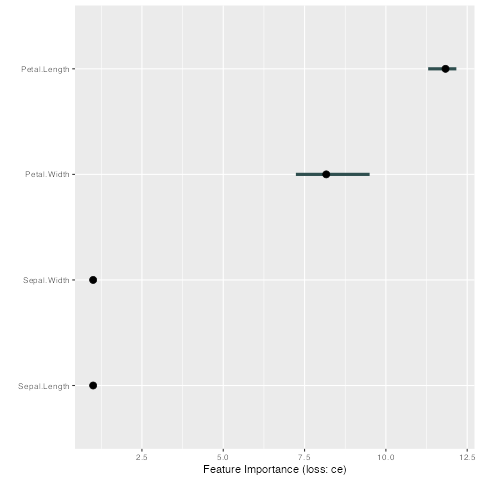 Petal.Length
Petal.Width
Sepal.Width
Sepal.Length
2.5 5.0 7.5 10.0 12.5
Feature Importance (loss: ce)